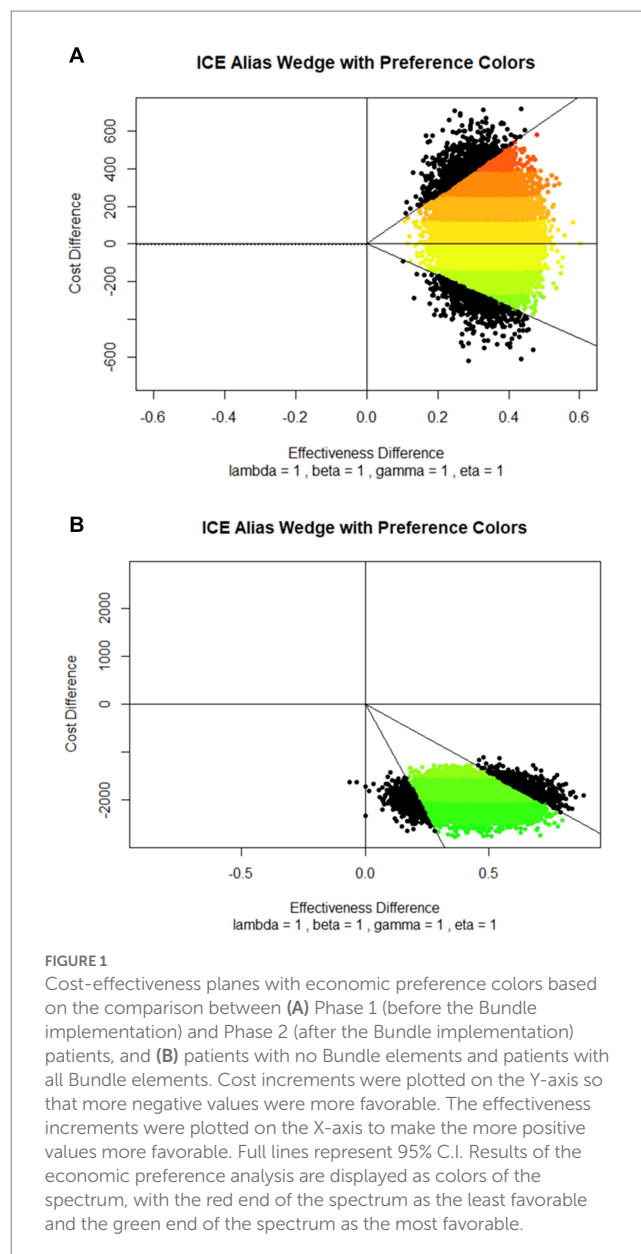 A
ICE Alias Wedge with Preference Colors
Cost Difference
600
400
200
0
-200
-600
-0.6
-0.4
-0.2
0.0
0.2
0.4
0.6
Effectiveness Difference
lambda = 1 , beta = 1 , gamma = 1 , eta = 1
B
ICE Alias Wedge with Preference Colors
Cost Difference
2000
1000
0
-2000
-0.5
0.0
0.5
Effectiveness Difference
lambda = 1 , beta = 1 , gamma = 1 , eta = 1
FIGURE 1
Cost-effectiveness planes with economic preference colors based
on the comparison between (A) Phase 1 (before the Bundle
implementation) and Phase 2 (after the Bundle implementation)
patients, and (B) patients with no Bundle elements and patients with
all Bundle elements. Cost increments were plotted on the Y-axis so
that more negative values were more favorable. The effectiveness
increments were plotted on the X-axis to make the more positive
values more favorable. Full lines represent 95% C.I. Results of the
economic preference analysis are displayed as colors of the
spectrum, with the red end of the spectrum as the least favorable
and the green end of the spectrum as the most favorable.